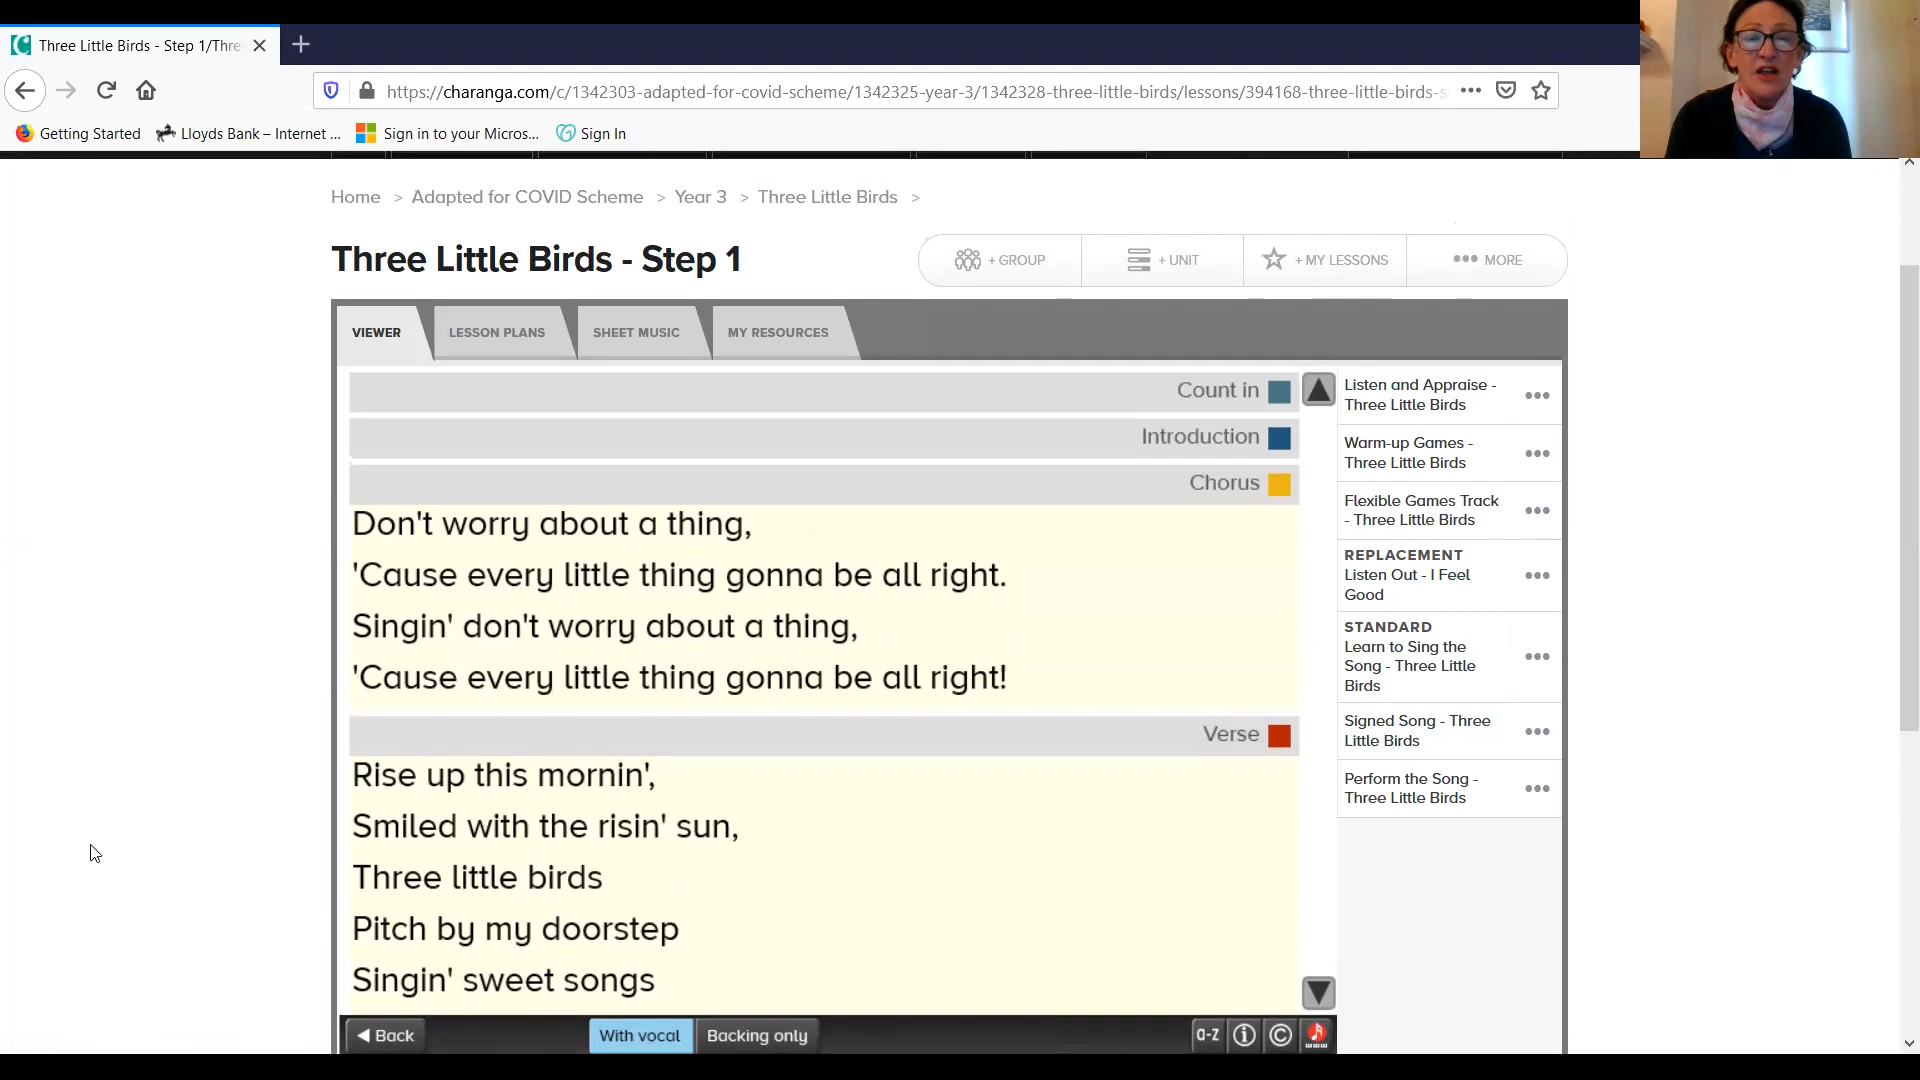 Three Little Birds - Step 1/Thre
https://charanga.com/c/1342303-adapted-for-covid-scheme/1342325-year-3/1342328-three-little-birds/lessons/394168-three-little-birds-s
Getting Started
Lloyds Bank – Internet ...
Sign in to your Micros...
Sign In
Home > Adapted for COVID Scheme > Year 3 > Three Little Birds >
Three Little Birds - Step 1
+ GROUP
+ UNIT
+ MY LESSONS
MORE
VIEWER
LESSON PLANS
SHEET MUSIC
MY RESOURCES
Count in
Introduction
Chorus
Don't worry about a thing,
'Cause every little thing gonna be all right.
Singin' don't worry about a thing,
'Cause every little thing gonna be all right!
Verse
Rise up this mornin',
Smiled with the risin' sun,
Three little birds
Pitch by my doorstep
Singin' sweet songs
Back
With vocal
Backing only
a-z
Listen and Appraise -
Three Little Birds
Warm-up Games -
Three Little Birds
Flexible Games Track
- Three Little Birds
REPLACEMENT
Listen Out - I Feel
Good
STANDARD
Learn to Sing the
Song - Three Little
Birds
Signed Song - Three
Little Birds
Perform the Song -
Three Little Birds